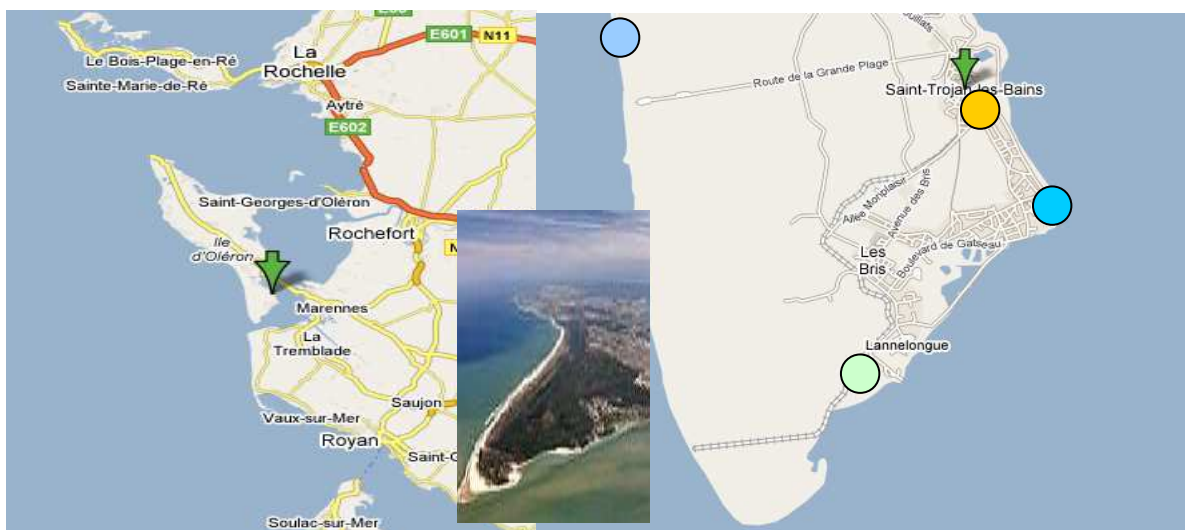 E601
N11
La
Rochelle
Le Bois-Plage-en-Ré
Sainte-Marie-de-Ré
Aytré
E602
Saint-Georges-d'Oléron
Rochefort
Ile
d'Oléron
Marennes
La
Tremblade
Saujon
Vaux-sur-Mer
Royan
Soulac-sur-Mer
Route de la Grande Plage
Saint-Trojan-les-Bains
Allée Monplaisir
Avenue des Bris
Les
Bris
Boulevard de Gatseau
Lannelongue